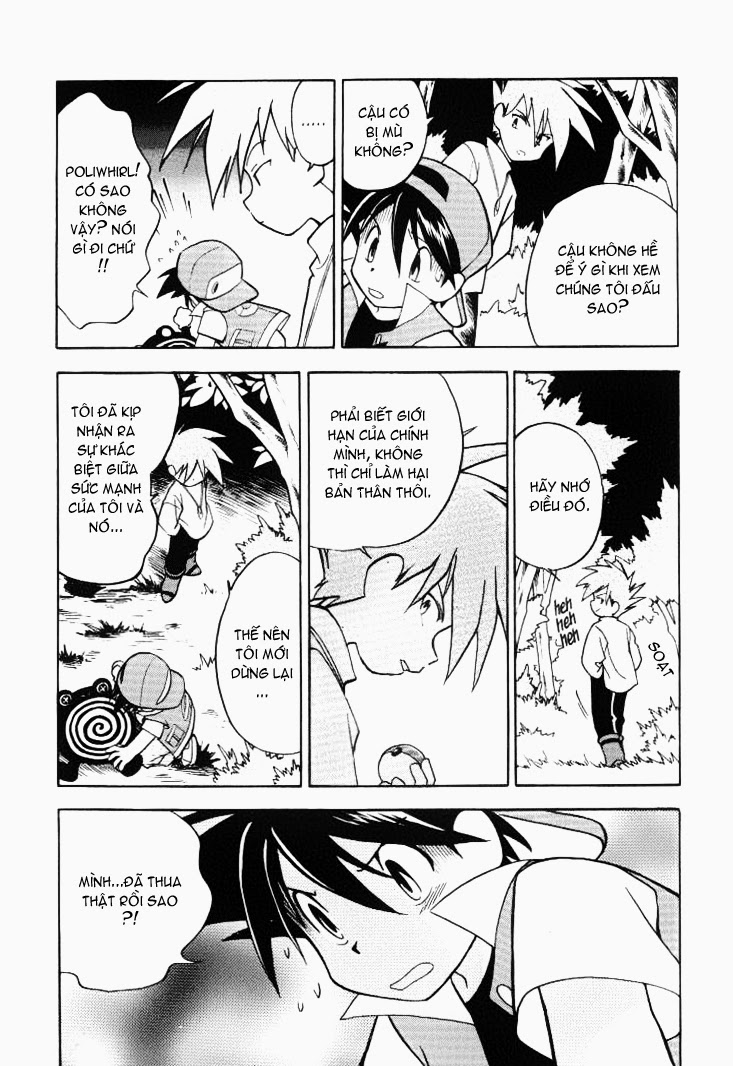 POLIWHIRL!
CÓ SAO
KHÔNG
VẬY? NÓI
GÌ ĐI CHỨ
!!
.....
CẬU CÓ
BỊ MÙ
KHÔNG?
CẬU KHÔNG HỀ
ĐỂ Ý GÌ KHI XEM
CHÚNG TÔI ĐẤU
SAO?
TÔI ĐÃ KỊP
NHẬN RA
SỰ KHÁC
BIỆT GIỮA
SỨC MẠNH
CỦA TÔI VÀ
NÓ...
THẾ NÊN
TÔI MỚI
DỪNG LẠI
...
PHẢI BIẾT GIỚI
HẠN CỦA CHÍNH
MÌNH, KHÔNG
THÌ CHỈ LÀM HẠI
BẢN THÂN THÔI.
HÃY NHỚ
ĐIỀU ĐÓ.
heh
heh
heh
SOẠT
MÌNH...ĐÃ THUA
THẬT RỒI SAO
?!